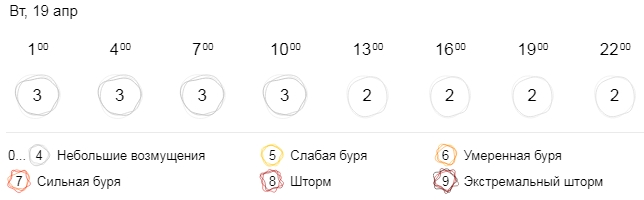 Вт, 19 апр
1⁰⁰ 4⁰⁰ 7⁰⁰ 10⁰⁰ 13⁰⁰ 16⁰⁰ 19⁰⁰ 22⁰⁰
3 3 3 3 2 2 2 2
0... 4 Небольшие возмущения 5 Слабая буря 6 Умеренная буря
7 Сильная буря 8 Шторм 9 Экстремальный шторм